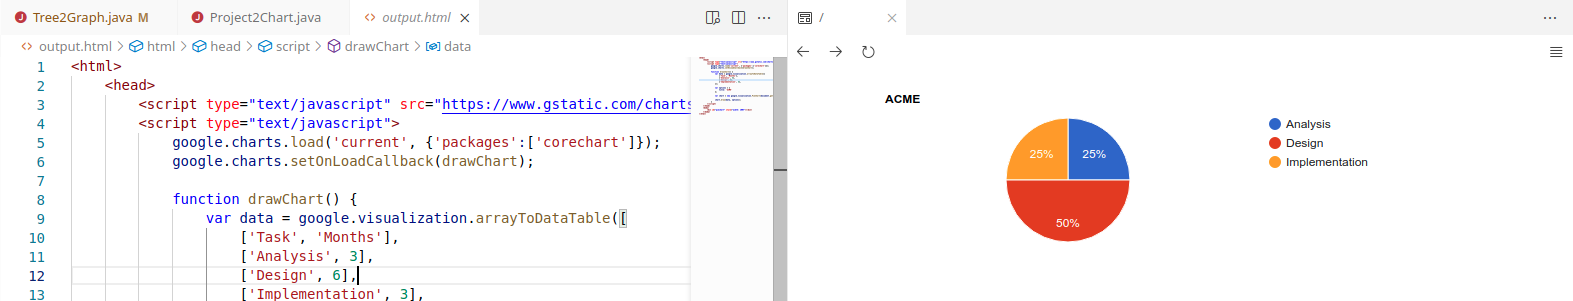 Tree2Graph.java M
Project2Chart.java
output.html
/
output.html > html > head > script > drawChart > data
1 <html>
2 <head>
3 <script type="text/javascript" src="https://www.gstatic.com/charts
4 <script type="text/javascript">
5 google.charts.load('current', {'packages':['corechart']});
6 google.charts.setOnLoadCallback(drawChart);
7
8 function drawChart() {
9 var data = google.visualization.arrayToDataTable([
10 ['Task', 'Months'],
11 ['Analysis', 3],
12 ['Design', 6],
13 ['Implementation', 3],
ACME
25%
25%
50%
Analysis
Design
Implementation